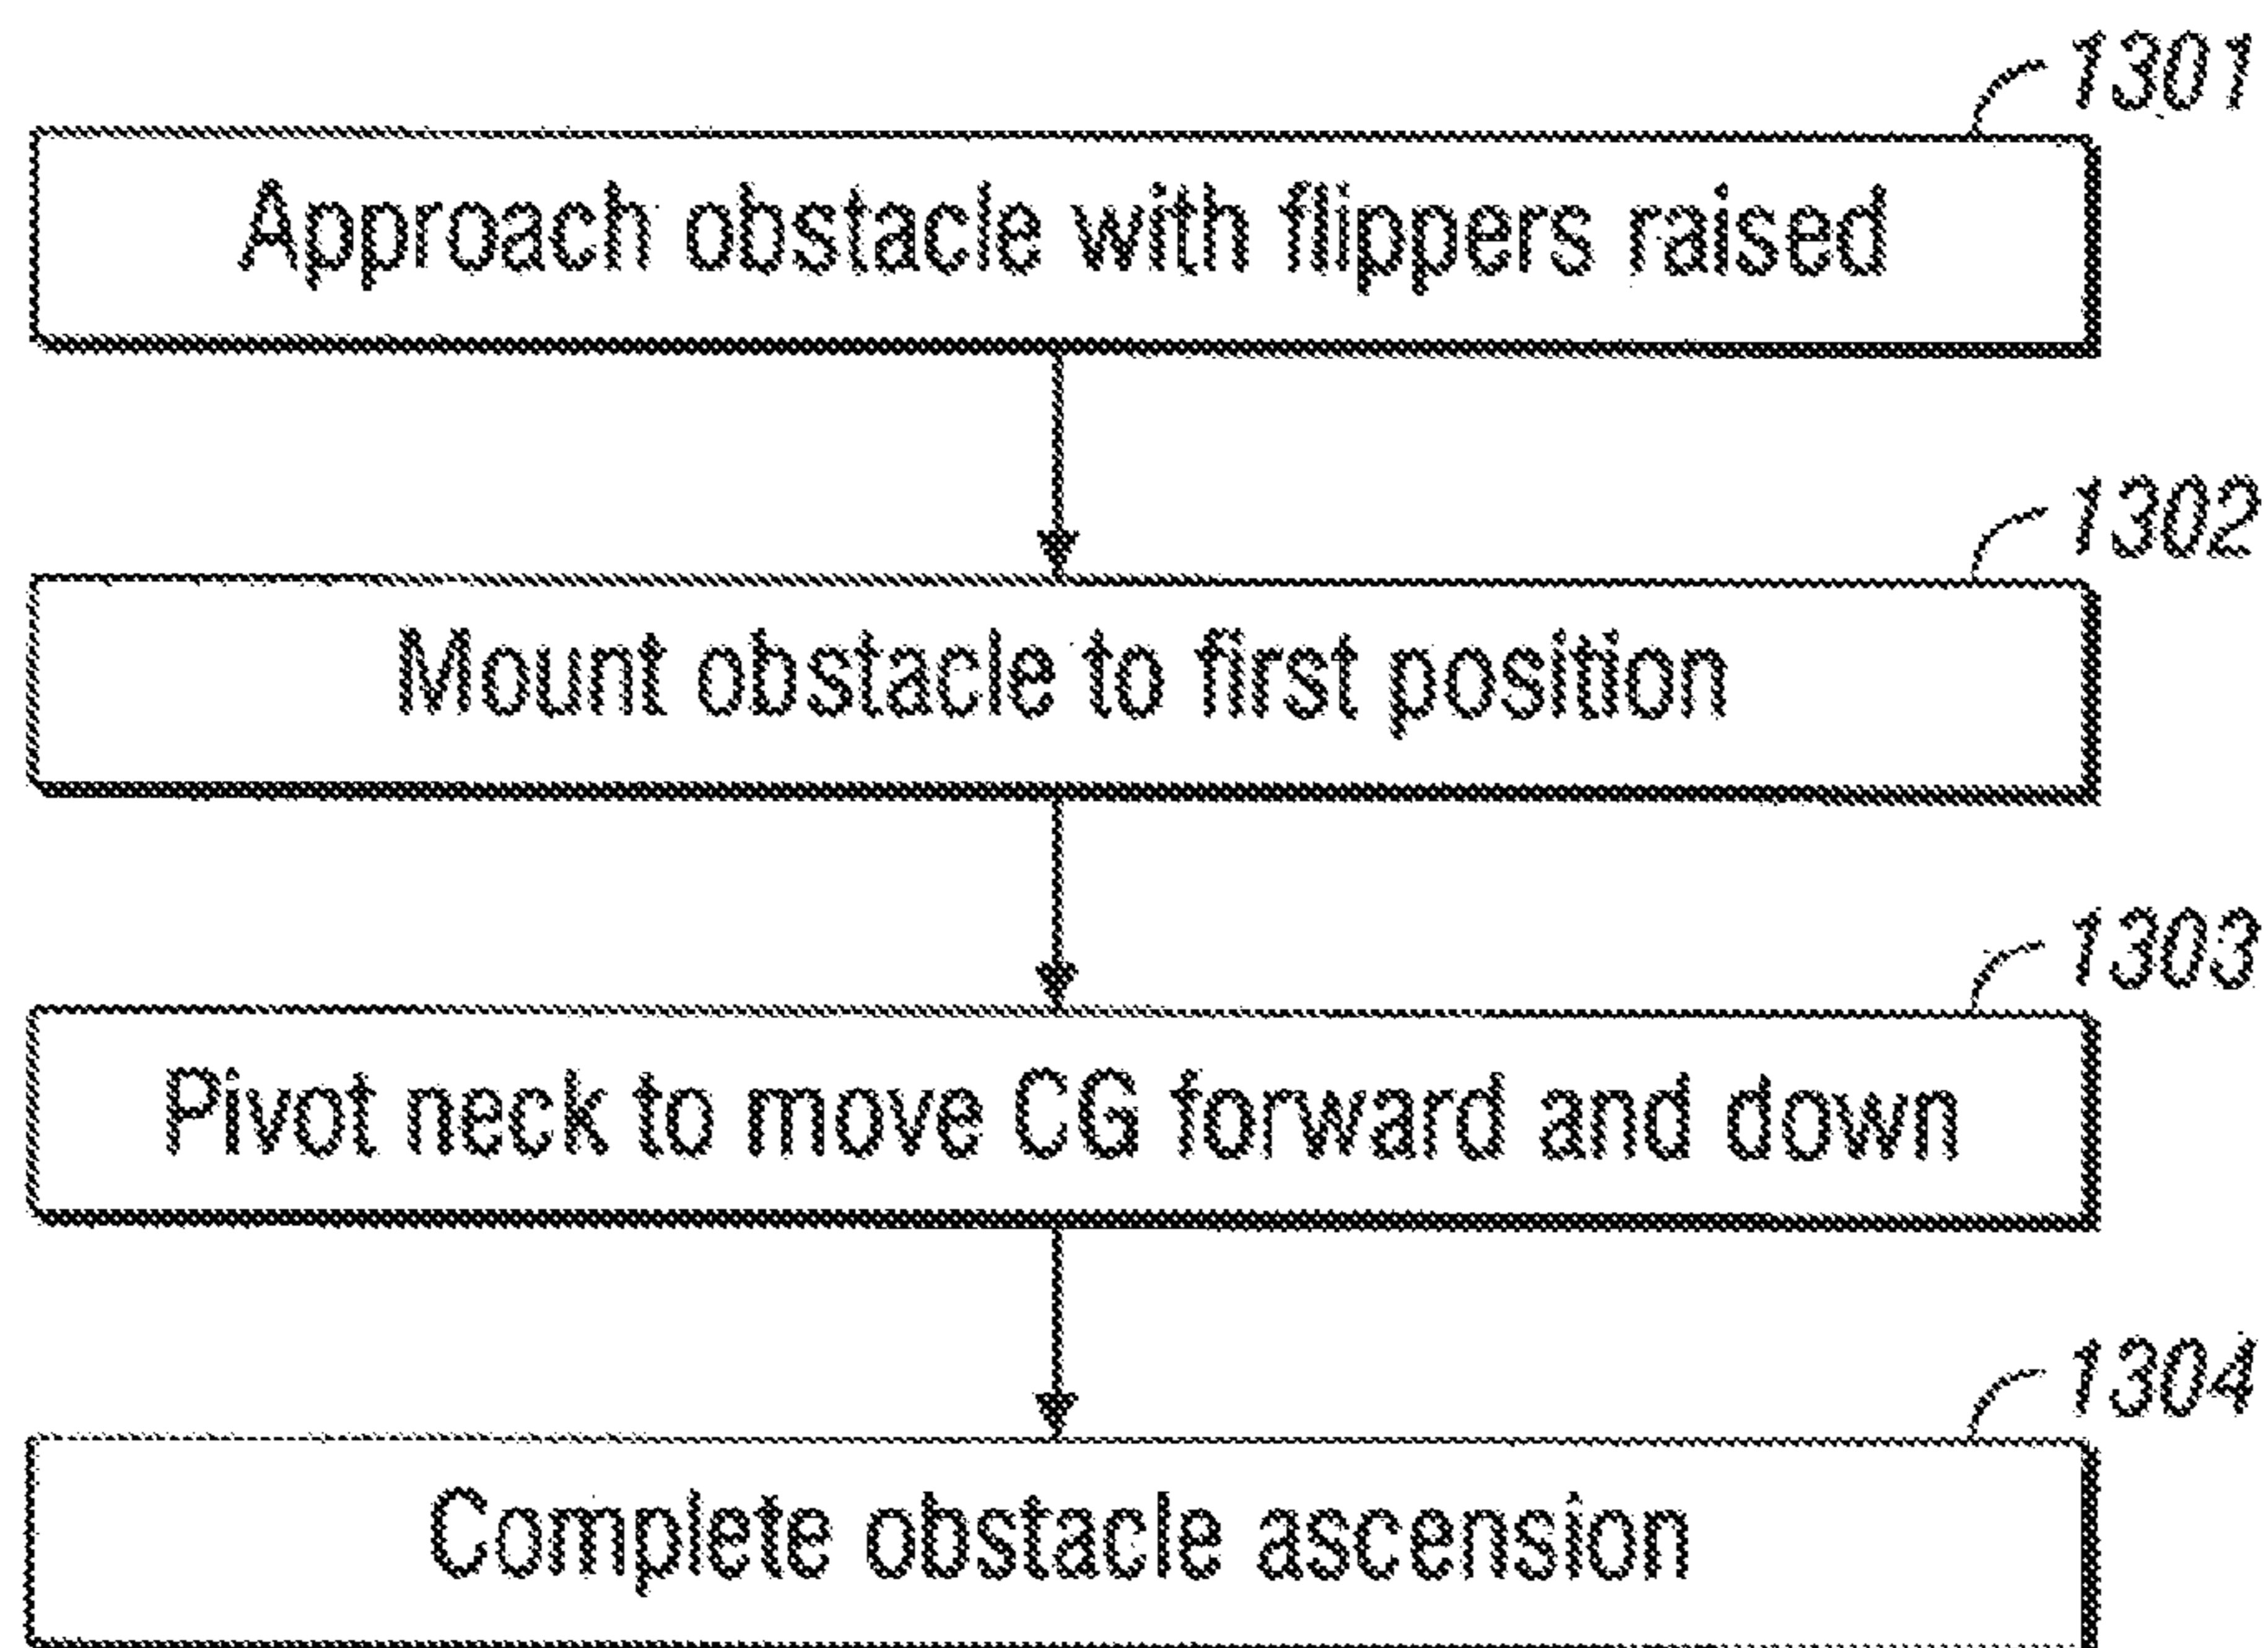 1301
Approach obstacle with flippers raised
1302
Mount obstacle to first position
1303
Pivot neck to move CG forward and down
1304
Complete obstacle ascension